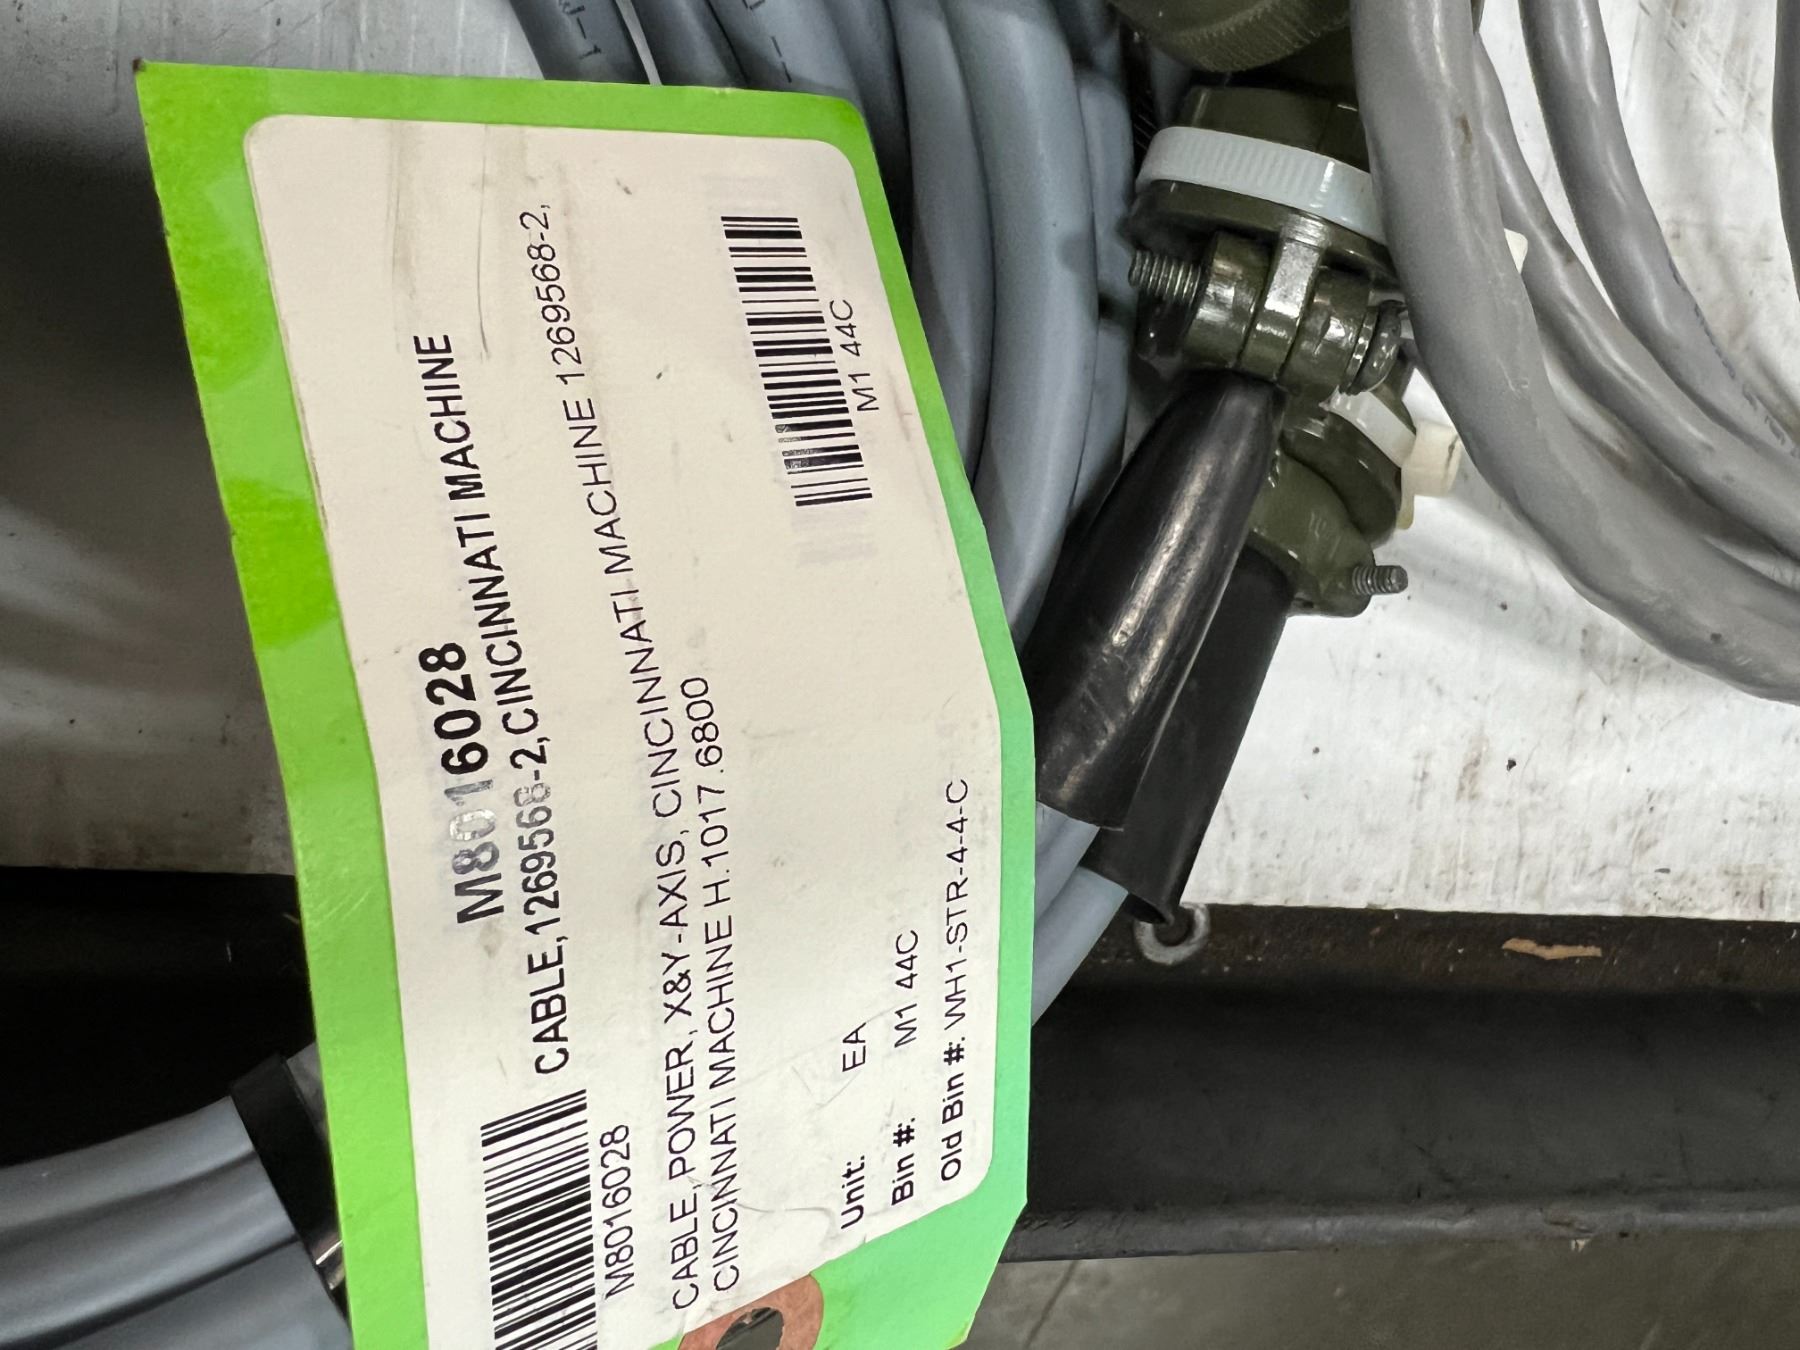 M8016028
CABLE,1269568-2,CINCINNATI MACHINE
M8016028
CABLE,POWER, X&Y-AXIS, CINCINNATI MACHINE 1269568-2,
CINCINNATI MACHINE H.1017.6800
Unit: EA
Bin #: M1 44C
M1 44C
Old Bin #: WH1-STR-4-4-C